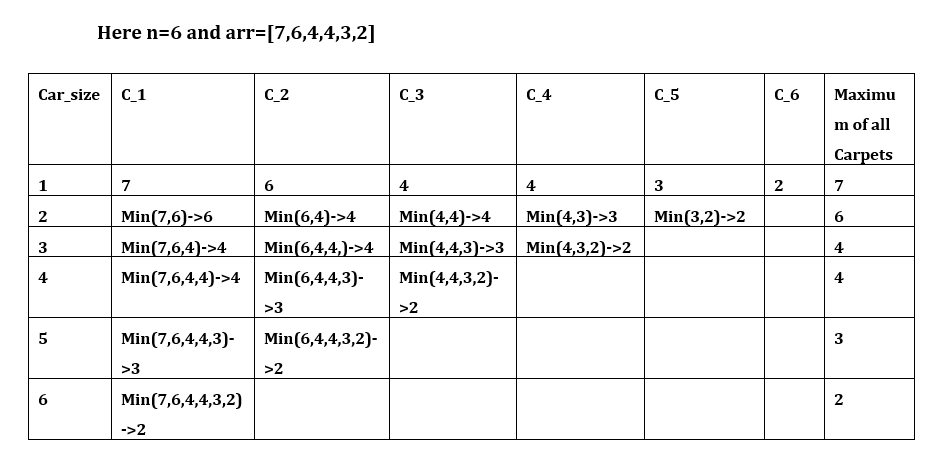 Here n=6 and arr=[7,6,4,4,3,2]
Car_size C_1 C_2 C_3 C_4 C_5 C_6 Maximu
m of all
Carpets
1 7 6 4 4 3 2 7
2 Min(7,6)->6 Min(6,4)->4 Min(4,4)->4 Min(4,3)->3 Min(3,2)->2 6
3 Min(7,6,4)->4 Min(6,4,4,)->4 Min(4,4,3)->3 Min(4,3,2)->2 4
4 Min(7,6,4,4)->4 Min(6,4,4,3)- Min(4,4,3,2)- 4
>3 >2
5 Min(7,6,4,4,3)- Min(6,4,4,3,2)- 3
>3 >2
6 Min(7,6,4,4,3,2) 2
->2